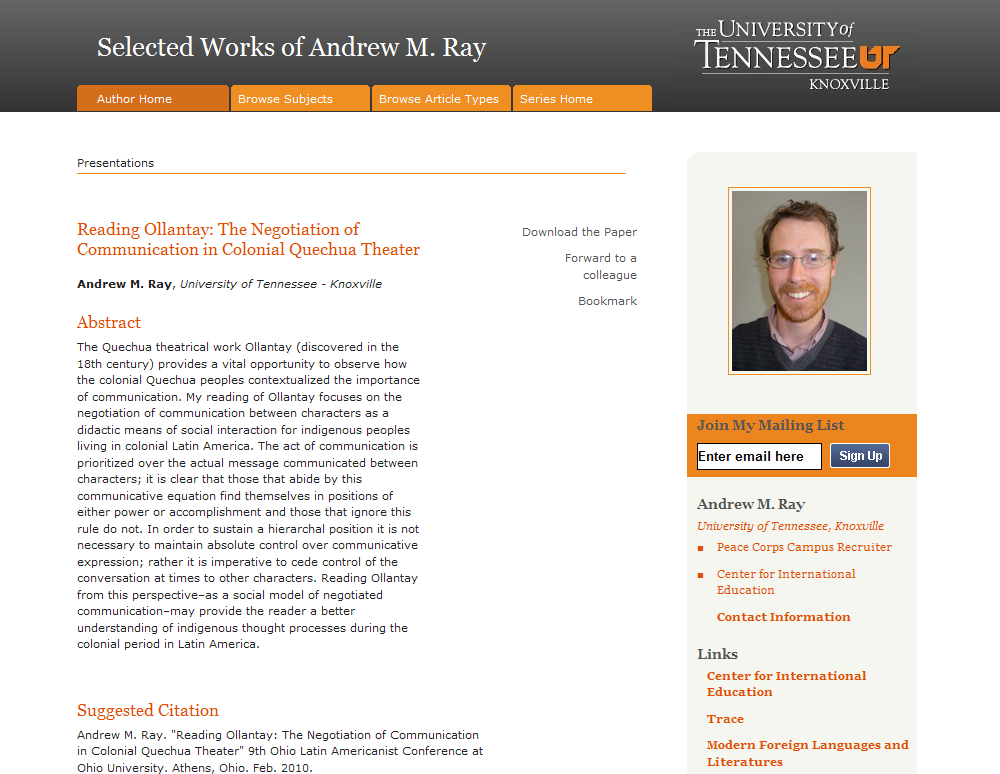 Selected Works of Andrew M. Ray
THE UNIVERSITY of
TENNESSEE UT
KNOXVILLE
Author Home
Browse Subjects
Browse Article Types
Series Home
Presentations
Reading Ollantay: The Negotiation of
Communication in Colonial Quechua Theater
Andrew M. Ray, University of Tennessee - Knoxville
Download the Paper
Forward to a
colleague
Bookmark
Abstract
The Quechua theatrical work Ollantay (discovered in the
18th century) provides a vital opportunity to observe how
the colonial Quechua peoples contextualized the importance
of communication. My reading of Ollantay focuses on the
negotiation of communication between characters as a
didactic means of social interaction for indigenous peoples
living in colonial Latin America. The act of communication is
prioritized over the actual message communicated between
characters; it is clear that those that abide by this
communicative equation find themselves in positions of
either power or accomplishment and those that ignore this
rule do not. In order to sustain a hierarchal position it is not
necessary to maintain absolute control over communicative
expression; rather it is imperative to cede control of the
conversation at times to other characters. Reading Ollantay
from this perspective–as a social model of negotiated
communication–may provide the reader a better
understanding of indigenous thought processes during the
colonial period in Latin America.
Suggested Citation
Andrew M. Ray. "Reading Ollantay: The Negotiation of Communication
in Colonial Quechua Theater" 9th Ohio Latin Americanist Conference at
Ohio University. Athens, Ohio. Feb. 2010.
Join My Mailing List
Enter email here
Sign Up
Andrew M. Ray
University of Tennessee, Knoxville
Peace Corps Campus Recruiter
Center for International
Education
Contact Information
Links
Center for International
Education
Trace
Modern Foreign Languages and
Literatures